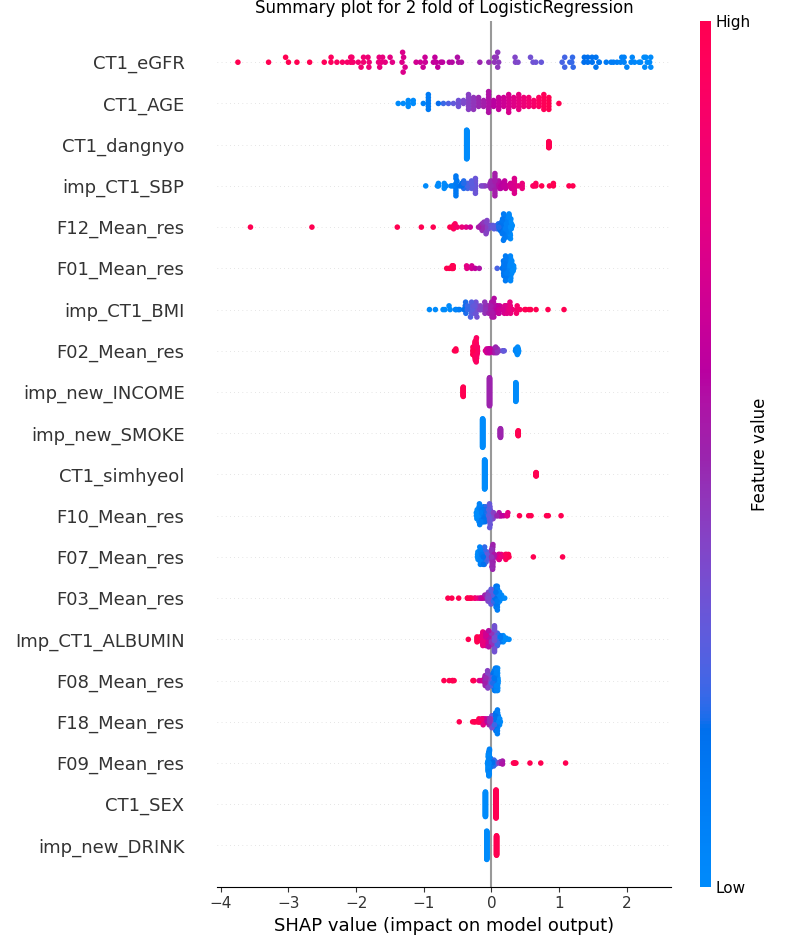 Summary plot for 2 fold of LogisticRegression
High
CT1_eGFR
CT1_AGE
CT1_dangnyo
imp_CT1_SBP
F12_Mean_res
F01_Mean_res
imp_CT1_BMI
F02_Mean_res
imp_new_INCOME
imp_new_SMOKE
CT1_simhyeol
F10_Mean_res
F07_Mean_res
F03_Mean_res
Imp_CT1_ALBUMIN
F08_Mean_res
F18_Mean_res
F09_Mean_res
CT1_SEX
imp_new_DRINK
Feature value
Low
−4 −3 −2 −1 0 1 2
SHAP value (impact on model output)